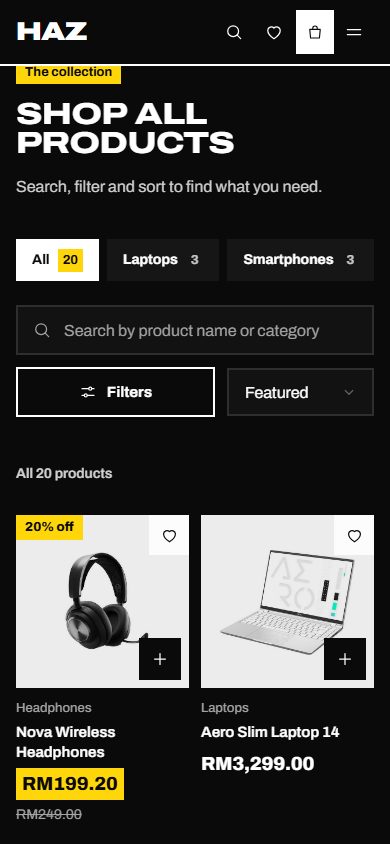 HAZ
The collection
SHOP ALL
PRODUCTS
Search, filter and sort to find what you need.
All 20
Laptops 3
Smartphones 3
Search by product name or category
Filters
Featured
All 20 products
20% off
AERO
Headphones
Nova Wireless
Headphones
RM199.20
RM249.00
Laptops
Aero Slim Laptop 14
RM3,299.00